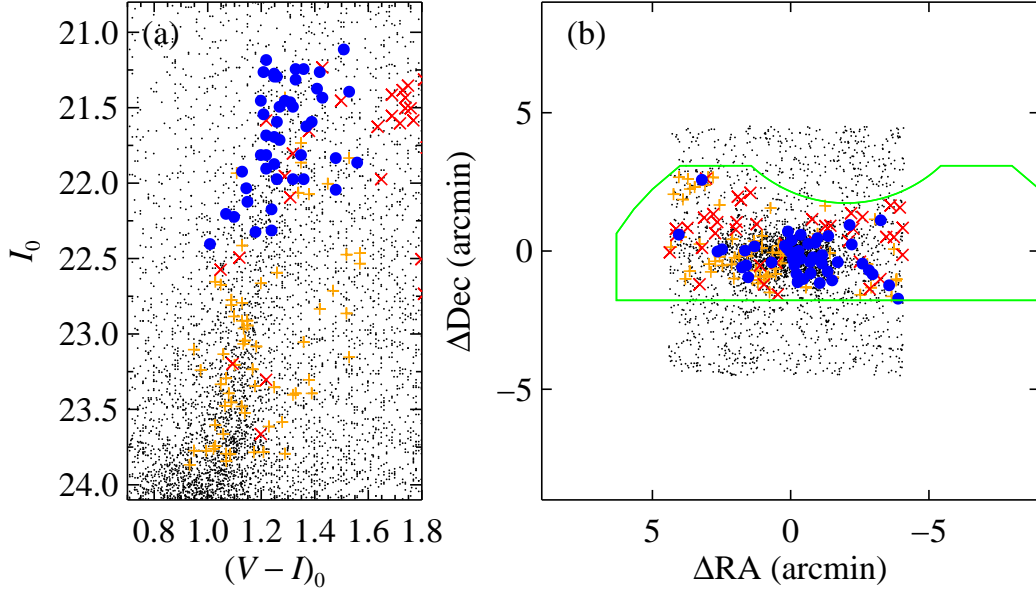 (a)
21.0
21.5
22.0
22.5
23.0
23.5
24.0
I₀
0.8 1.0 1.2 1.4 1.6 1.8
(V − I)₀
(b)
5
0
−5
ΔDec (arcmin)
5 0 −5
ΔRA (arcmin)